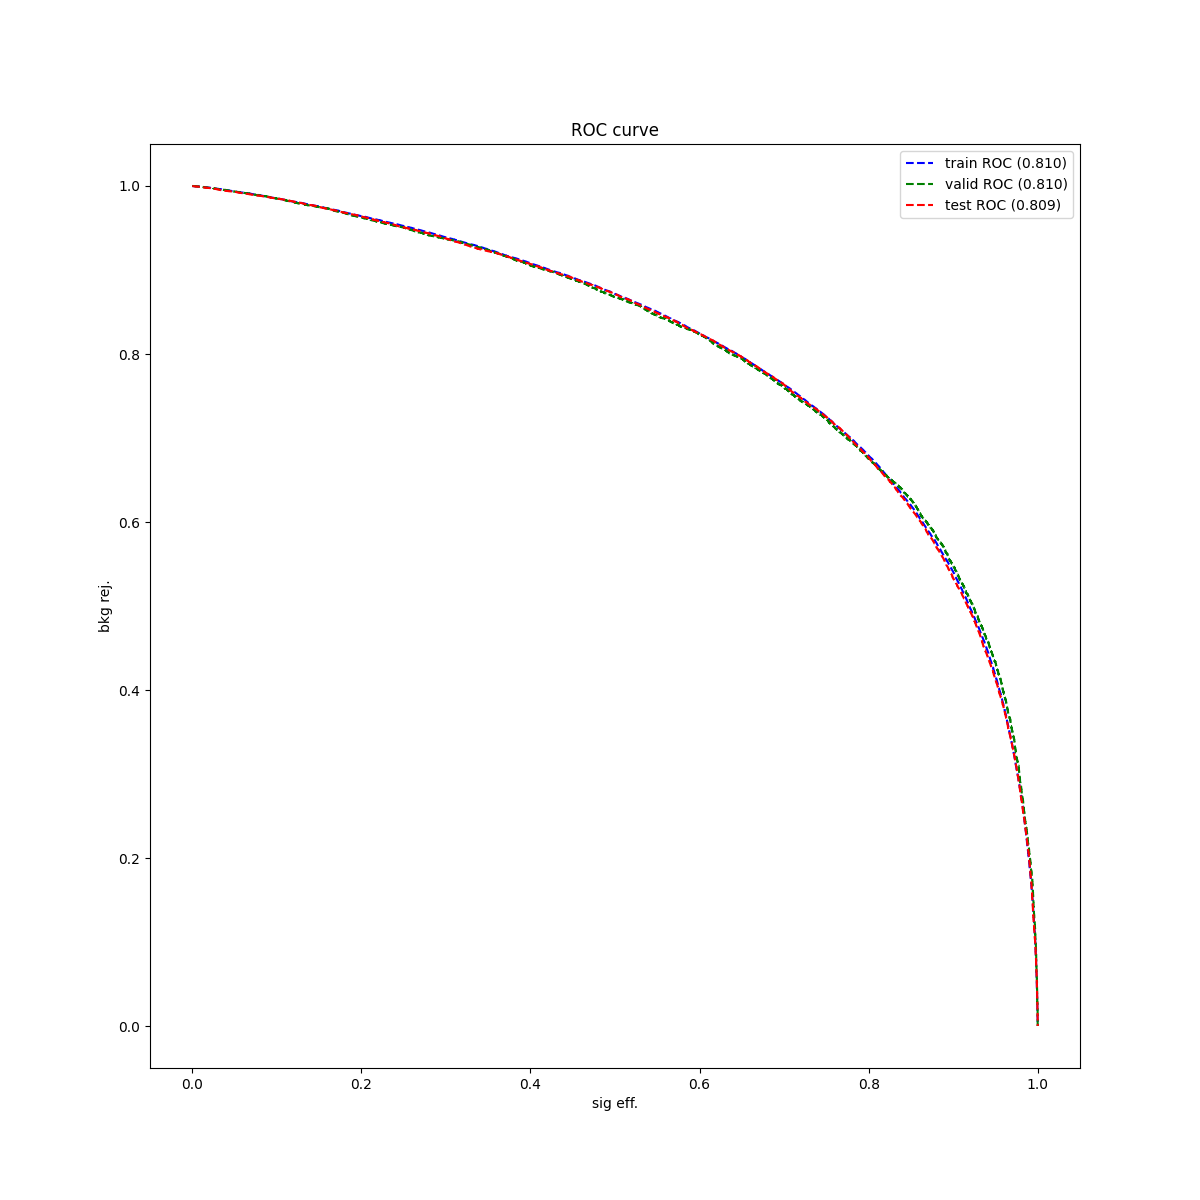 ROC curve
train ROC (0.810)
valid ROC (0.810)
test ROC (0.809)
1.0
0.8
0.6
0.4
0.2
0.0
bkg rej.
0.0 0.2 0.4 0.6 0.8 1.0
sig eff.